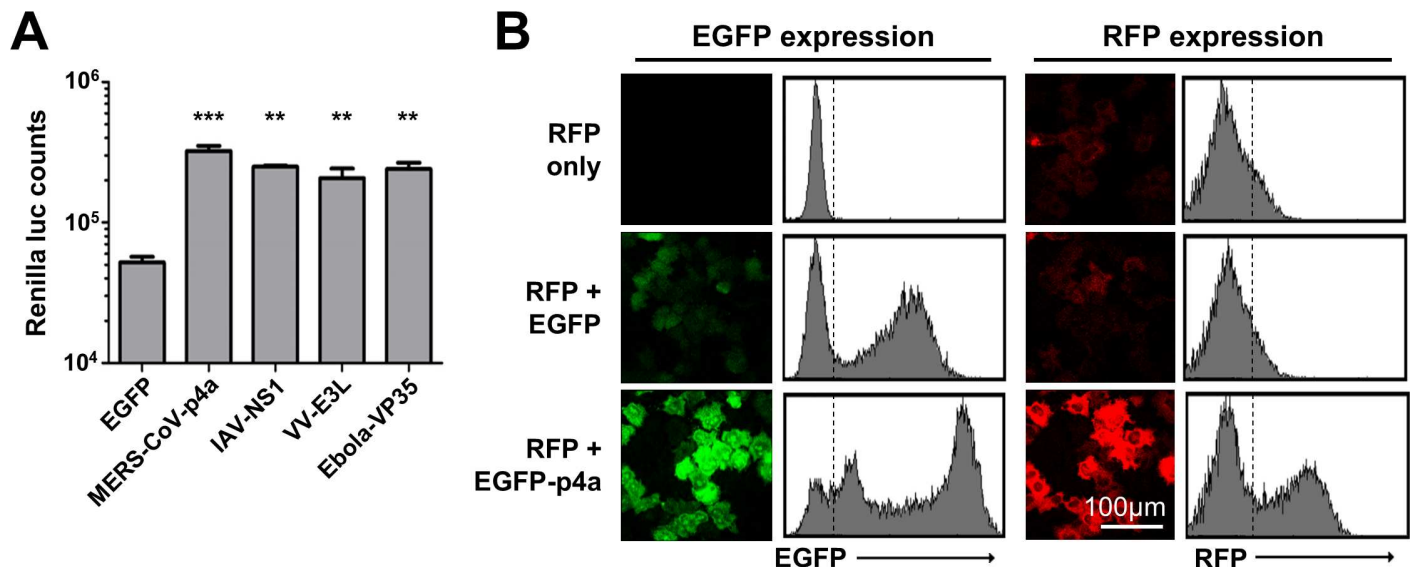 A
Renilla luc counts
10⁶
10⁵
10⁴
***
**
**
**
EGFP
MERS-CoV-p4a
IAV-NS1
VV-E3L
Ebola-VP35
B
EGFP expression
RFP expression
RFP
only
RFP +
EGFP
RFP +
EGFP-p4a
100µm
EGFP
RFP